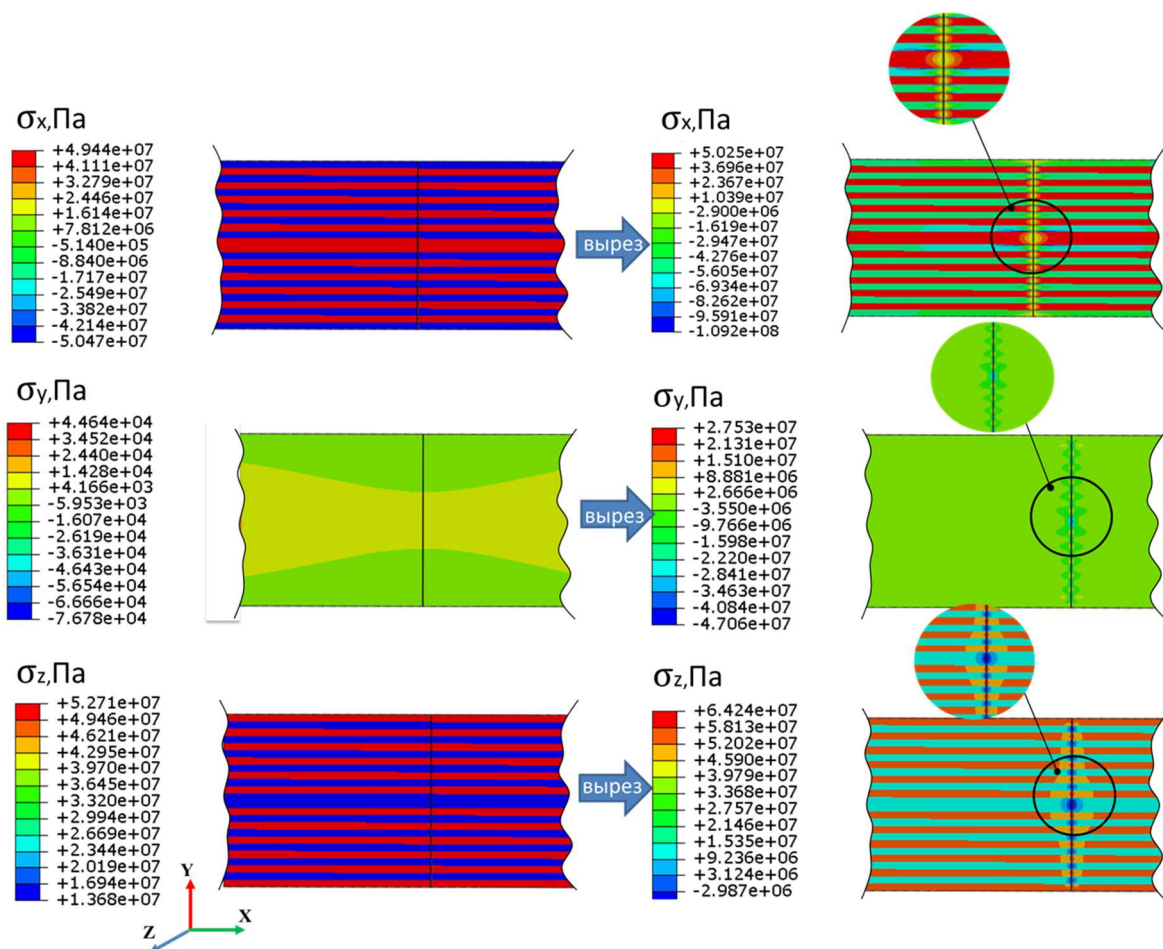 σx,Па
+4.944e+07
+4.111e+07
+3.279e+07
+2.446e+07
+1.614e+07
+7.812e+06
-5.140e+05
-8.840e+06
-1.717e+07
-2.549e+07
-3.382e+07
-4.214e+07
-5.047e+07
вырез
σx,Па
+5.025e+07
+3.696e+07
+2.367e+07
+1.039e+07
-2.900e+06
-1.619e+07
-2.947e+07
-4.276e+07
-5.605e+07
-6.934e+07
-8.262e+07
-9.591e+07
-1.092e+08
σy,Па
+4.464e+04
+3.452e+04
+2.440e+04
+1.428e+04
+4.166e+03
-5.953e+03
-1.607e+04
-2.619e+04
-3.631e+04
-4.643e+04
-5.654e+04
-6.666e+04
-7.678e+04
вырез
σy,Па
+2.753e+07
+2.131e+07
+1.510e+07
+8.881e+06
+2.666e+06
-3.550e+06
-9.766e+06
-1.598e+07
-2.220e+07
-2.841e+07
-3.463e+07
-4.084e+07
-4.706e+07
σz,Па
+5.271e+07
+4.946e+07
+4.621e+07
+4.295e+07
+3.970e+07
+3.645e+07
+3.320e+07
+2.994e+07
+2.669e+07
+2.344e+07
+2.019e+07
+1.694e+07
+1.368e+07
вырез
σz,Па
+6.424e+07
+5.813e+07
+5.202e+07
+4.590e+07
+3.979e+07
+3.368e+07
+2.757e+07
+2.146e+07
+1.535e+07
+9.236e+06
+3.124e+06
-2.987e+06
Y
X
Z